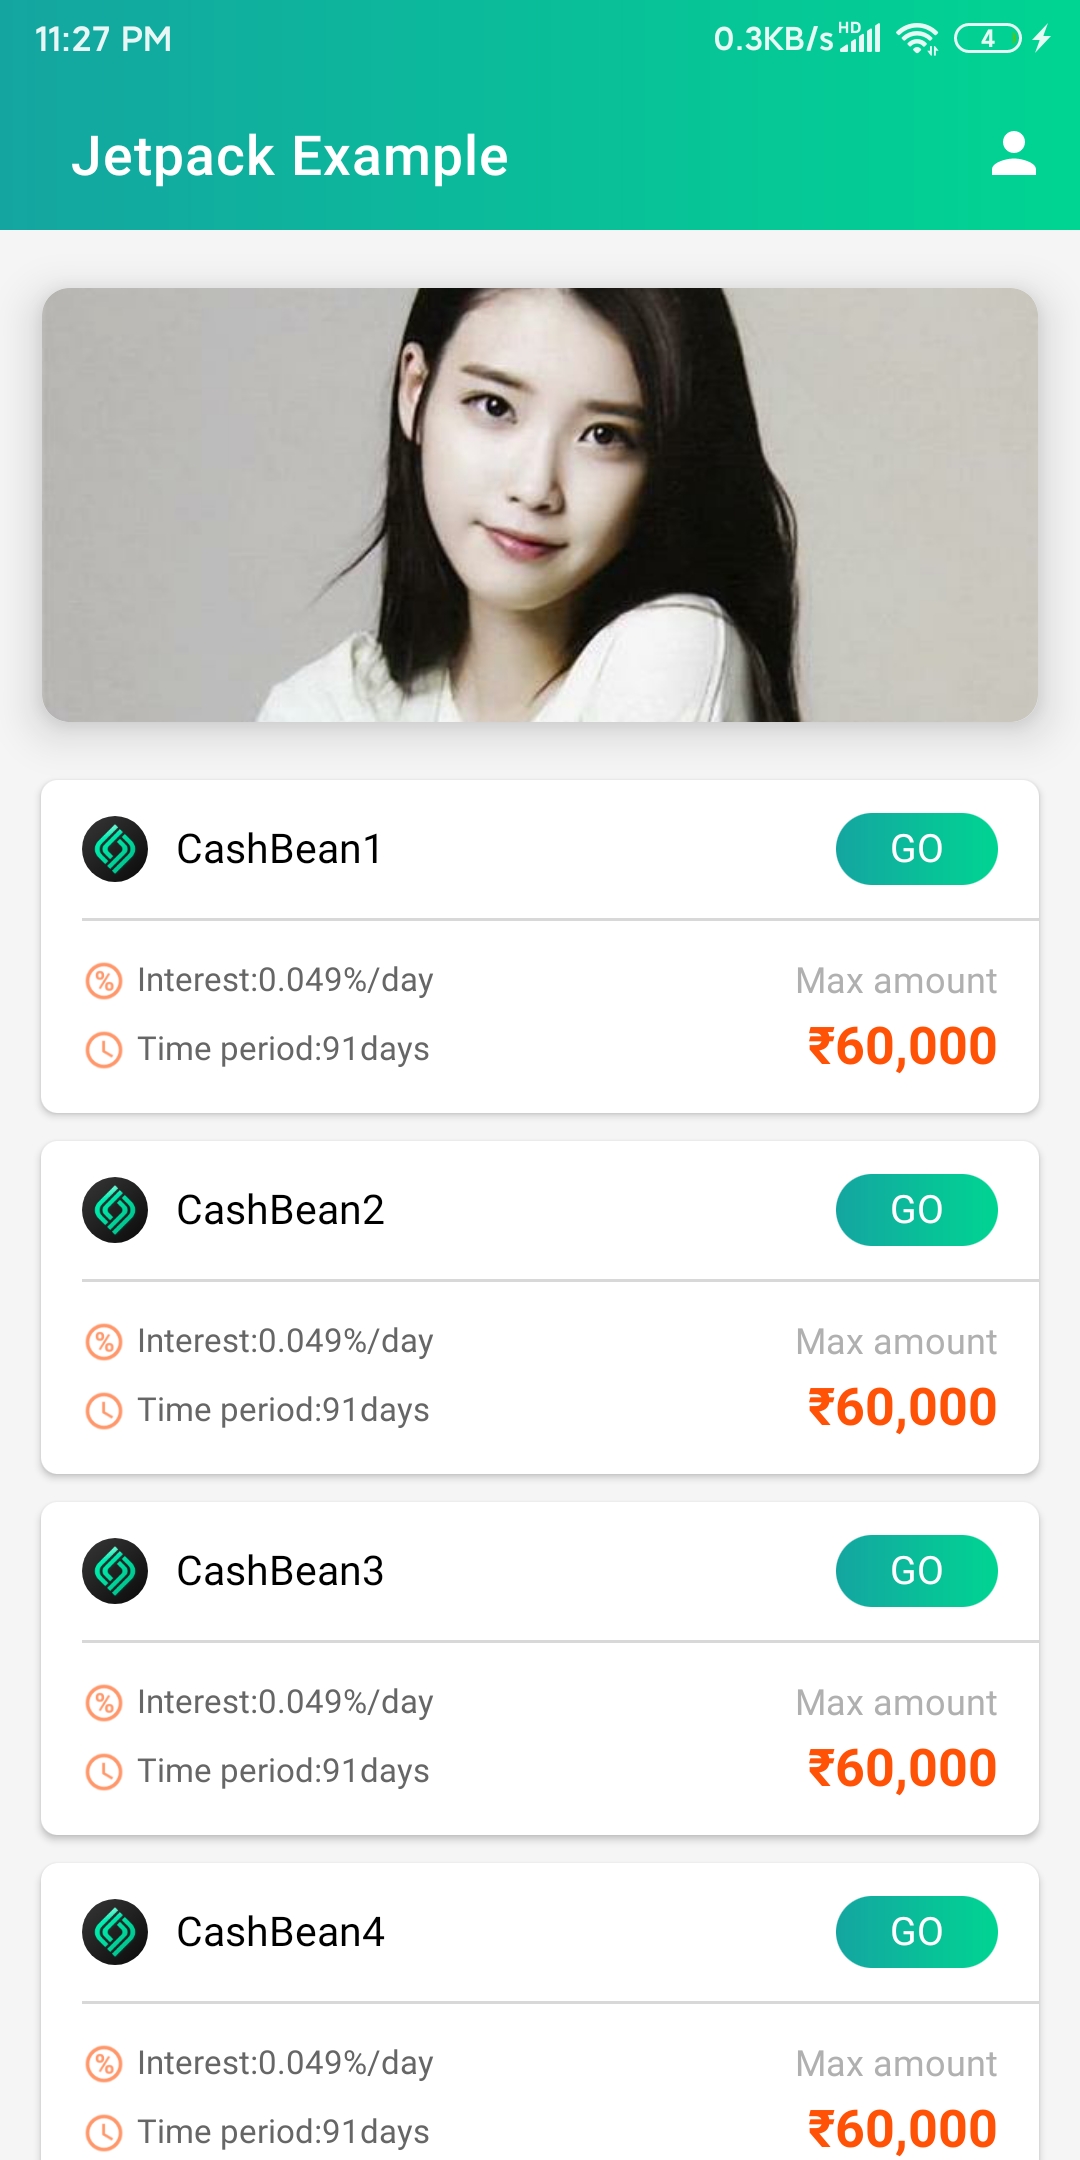 11:27 PM 0.3KB/s HD 4
Jetpack Example
CashBean1 GO
Interest:0.049%/day Max amount
Time period:91days ₹60,000
CashBean2 GO
Interest:0.049%/day Max amount
Time period:91days ₹60,000
CashBean3 GO
Interest:0.049%/day Max amount
Time period:91days ₹60,000
CashBean4 GO
Interest:0.049%/day Max amount
Time period:91days ₹60,000